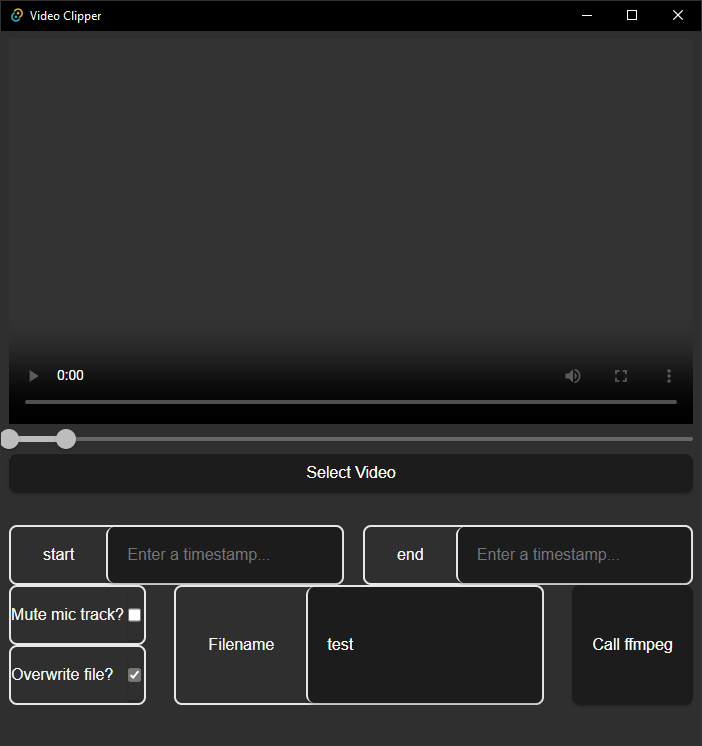 Video Clipper
0:00
Select Video
start
Enter a timestamp...
end
Enter a timestamp...
Mute mic track?
Overwrite file?
Filename
test
Call ffmpeg